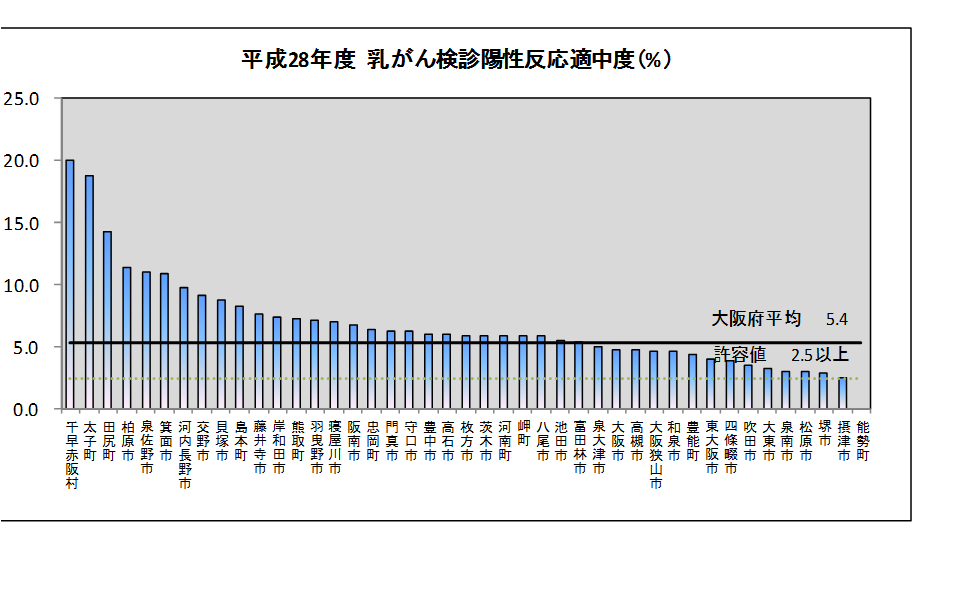 平成28年度 乳がん検診陽性反応適中度(%)
25.0
20.0
15.0
10.0
5.0
0.0
大阪府平均 5.4
許容値 2.5以上
千早赤阪村
太子町
田尻町
柏原市
泉佐野市
箕面市
河内長野市
交野市
貝塚市
島本町
藤井寺市
岸和田市
熊取町
羽曳野市
寝屋川市
阪南市
忠岡町
門真市
守口市
豊中市
高石市
枚方市
茨木市
河南町
岬町
八尾市
池田市
富田林市
泉大津市
大阪市
高槻市
大阪狭山市
和泉市
豊能町
東大阪市
四條畷市
吹田市
大東市
泉南市
松原市
堺市
摂津市
能勢町